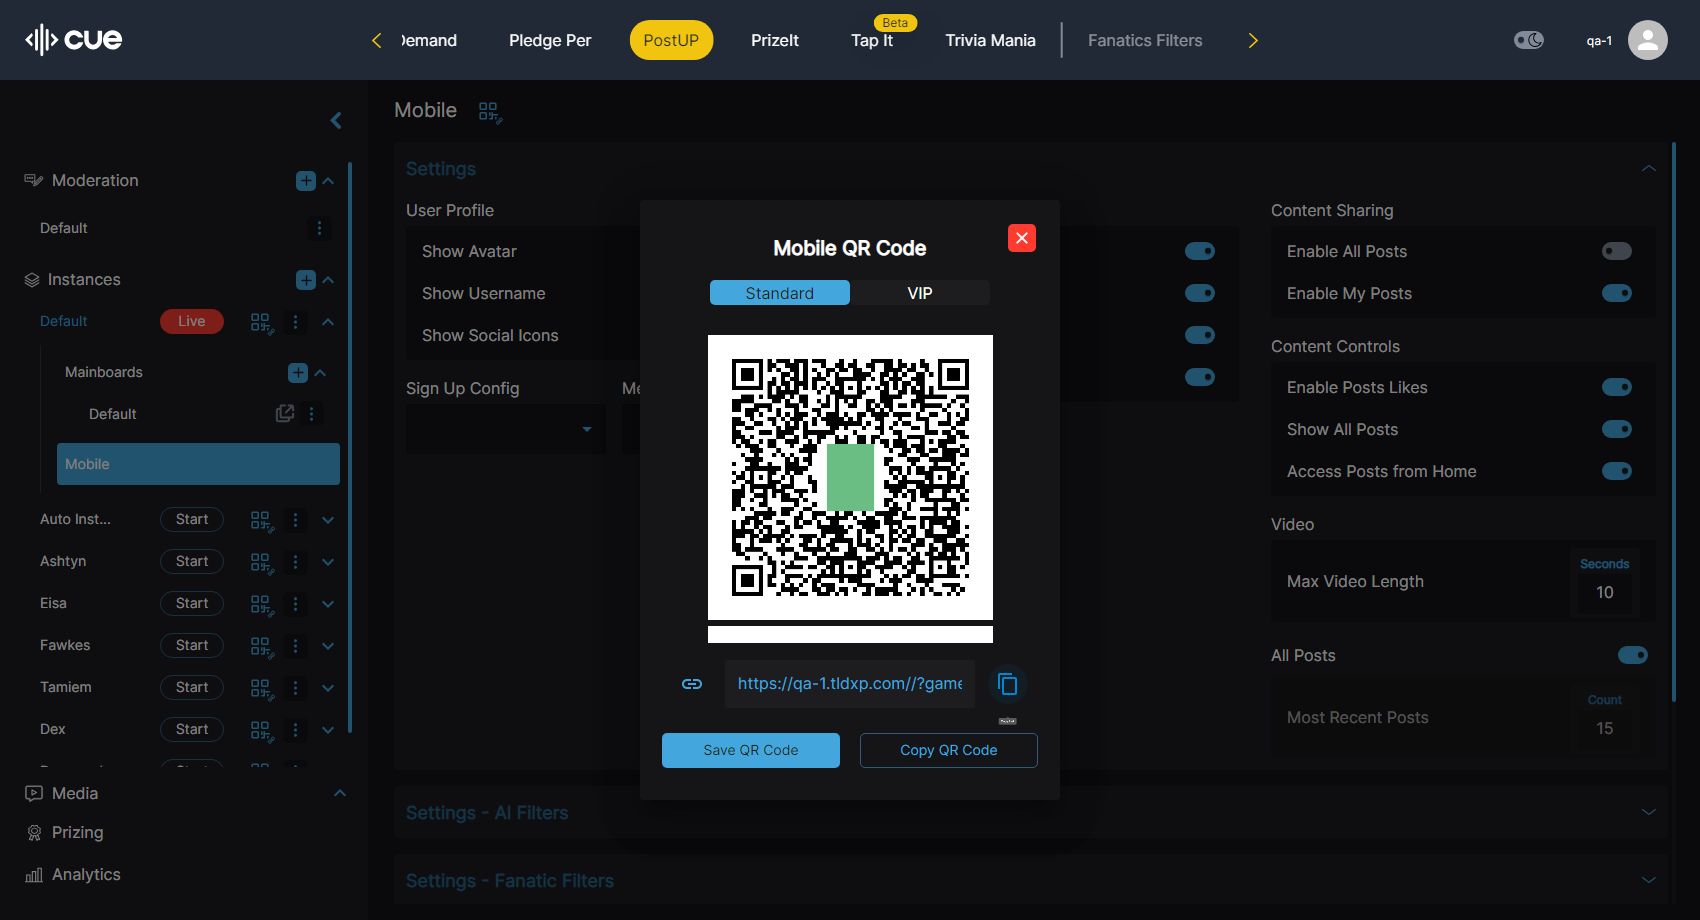 cue
Demand
Pledge Per
PostUP
PrizeIt
Beta
Tap It
Trivia Mania
Fanatics Filters
qa-1
Mobile
Moderation
Default
Instances
Default
Live
Mainboards
Default
Mobile
Auto Inst...
Start
Ashtyn
Start
Eisa
Start
Fawkes
Start
Tamiem
Start
Dex
Start
Media
Prizing
Analytics
Settings
User Profile
Show Avatar
Show Username
Show Social Icons
Sign Up Config
Me
Mobile QR Code
Standard
VIP
https://qa-1.tldxp.com//?game
Save QR Code
Copy QR Code
Content Sharing
Enable All Posts
Enable My Posts
Content Controls
Enable Posts Likes
Show All Posts
Access Posts from Home
Video
Max Video Length
Seconds
10
All Posts
Most Recent Posts
Count
15
Settings - AI Filters
Settings - Fanatic Filters